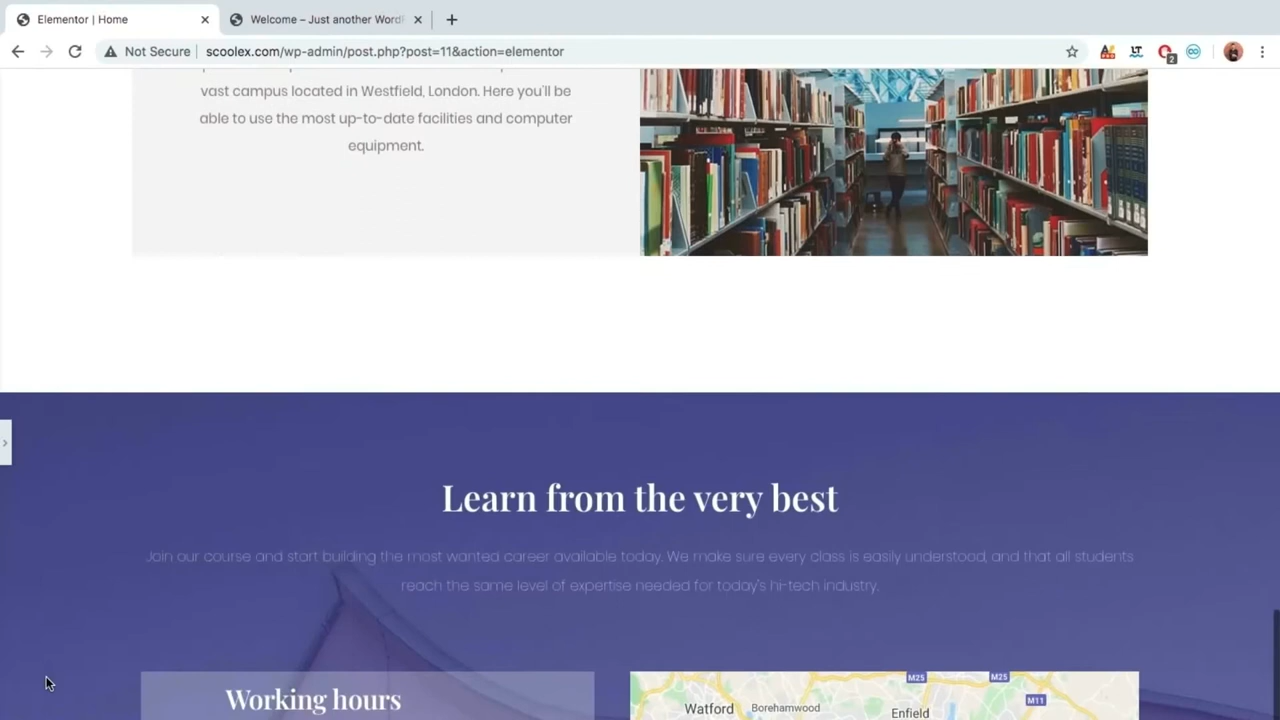 Elementor | Home
Welcome – Just another Word
Not Secure
scoolex.com/wp-admin/post.php?post=11&action=elementor
2
vast campus located in Westfield, London. Here you'll be
able to use the most up-to-date facilities and computer
equipment.
Learn from the very best
Join our course and start building the most wanted career available today. We make sure every class is easily understood, and that all students
reach the same level of expertise needed for today's hi-tech industry.
Working hours
M25
M25
M11
Watford
Borehamwood
Enfield